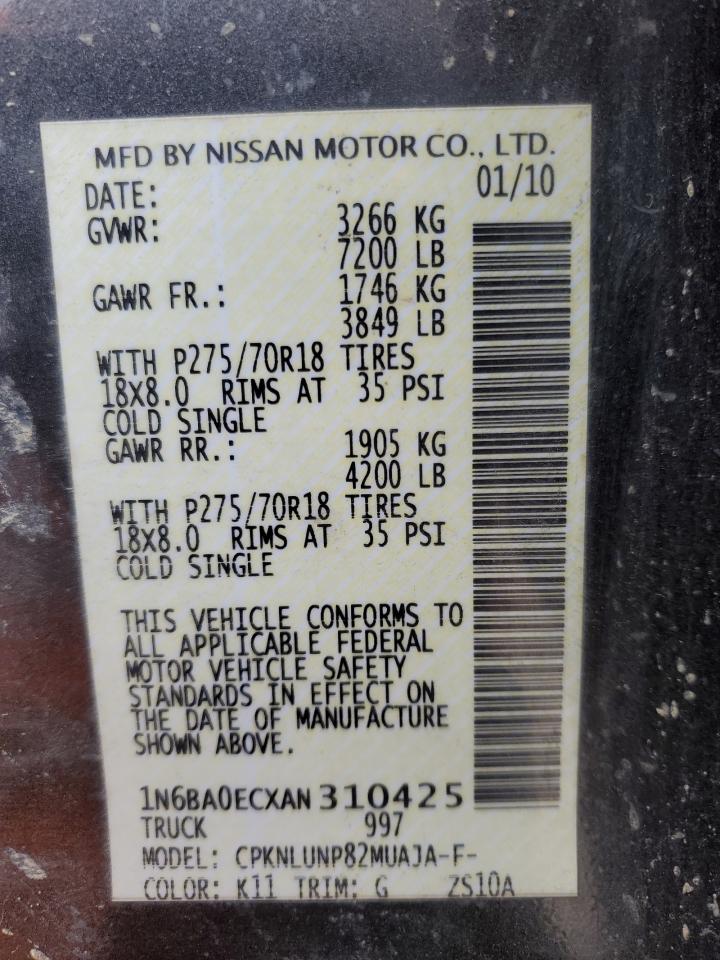 MFD BY NISSAN MOTOR CO., LTD.
DATE: 01/10
GVWR: 3266 KG
7200 LB
GAWR FR.: 1746 KG
3849 LB
WITH P275/70R18 TIRES
18X8.0 RIMS AT 35 PSI
COLD SINGLE
GAWR RR.: 1905 KG
4200 LB
WITH P275/70R18 TIRES
18X8.0 RIMS AT 35 PSI
COLD SINGLE
THIS VEHICLE CONFORMS TO
ALL APPLICABLE FEDERAL
MOTOR VEHICLE SAFETY
STANDARDS IN EFFECT ON
THE DATE OF MANUFACTURE
SHOWN ABOVE.
1N6BA0ECXAN 310425
TRUCK 997
MODEL: CPKNLUNP82MUAJA-F-
COLOR: K11 TRIM: G ZS10A